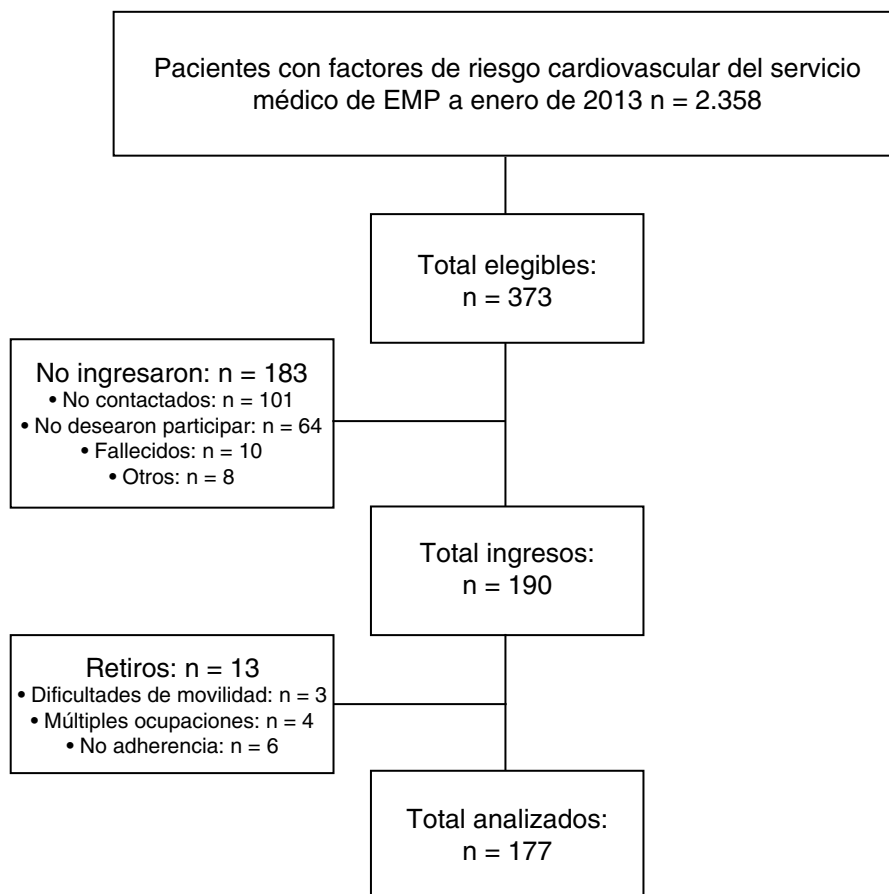 Pacientes con factores de riesgo cardiovascular del servicio
médico de EMP a enero de 2013 n = 2.358
Total elegibles:
n = 373
No ingresaron: n = 183
• No contactados: n = 101
• No desearon participar: n = 64
• Fallecidos: n = 10
• Otros: n = 8
Total ingresos:
n = 190
Retiros: n = 13
• Dificultades de movilidad: n = 3
• Múltiples ocupaciones: n = 4
• No adherencia: n = 6
Total analizados:
n = 177